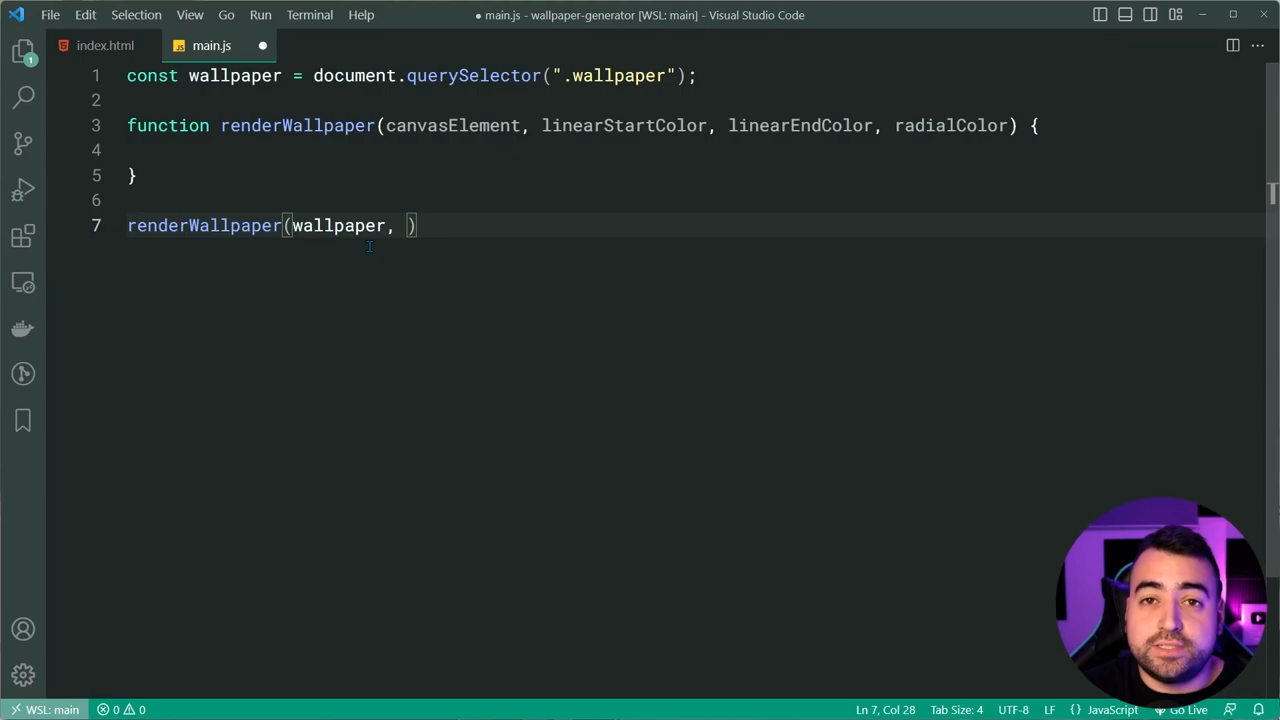 File Edit Selection View Go Run Terminal Help
● main.js - wallpaper-generator [WSL: main] - Visual Studio Code
index.html
JS main.js
1
1 const wallpaper = document.querySelector(".wallpaper");
2
3 function renderWallpaper(canvasElement, linearStartColor, linearEndColor, radialColor) {
4
5 }
6
7 renderWallpaper(wallpaper, )
WSL: main 0 0 Ln 7, Col 28 Tab Size: 4 UTF-8 LF {} JavaScript Go Live